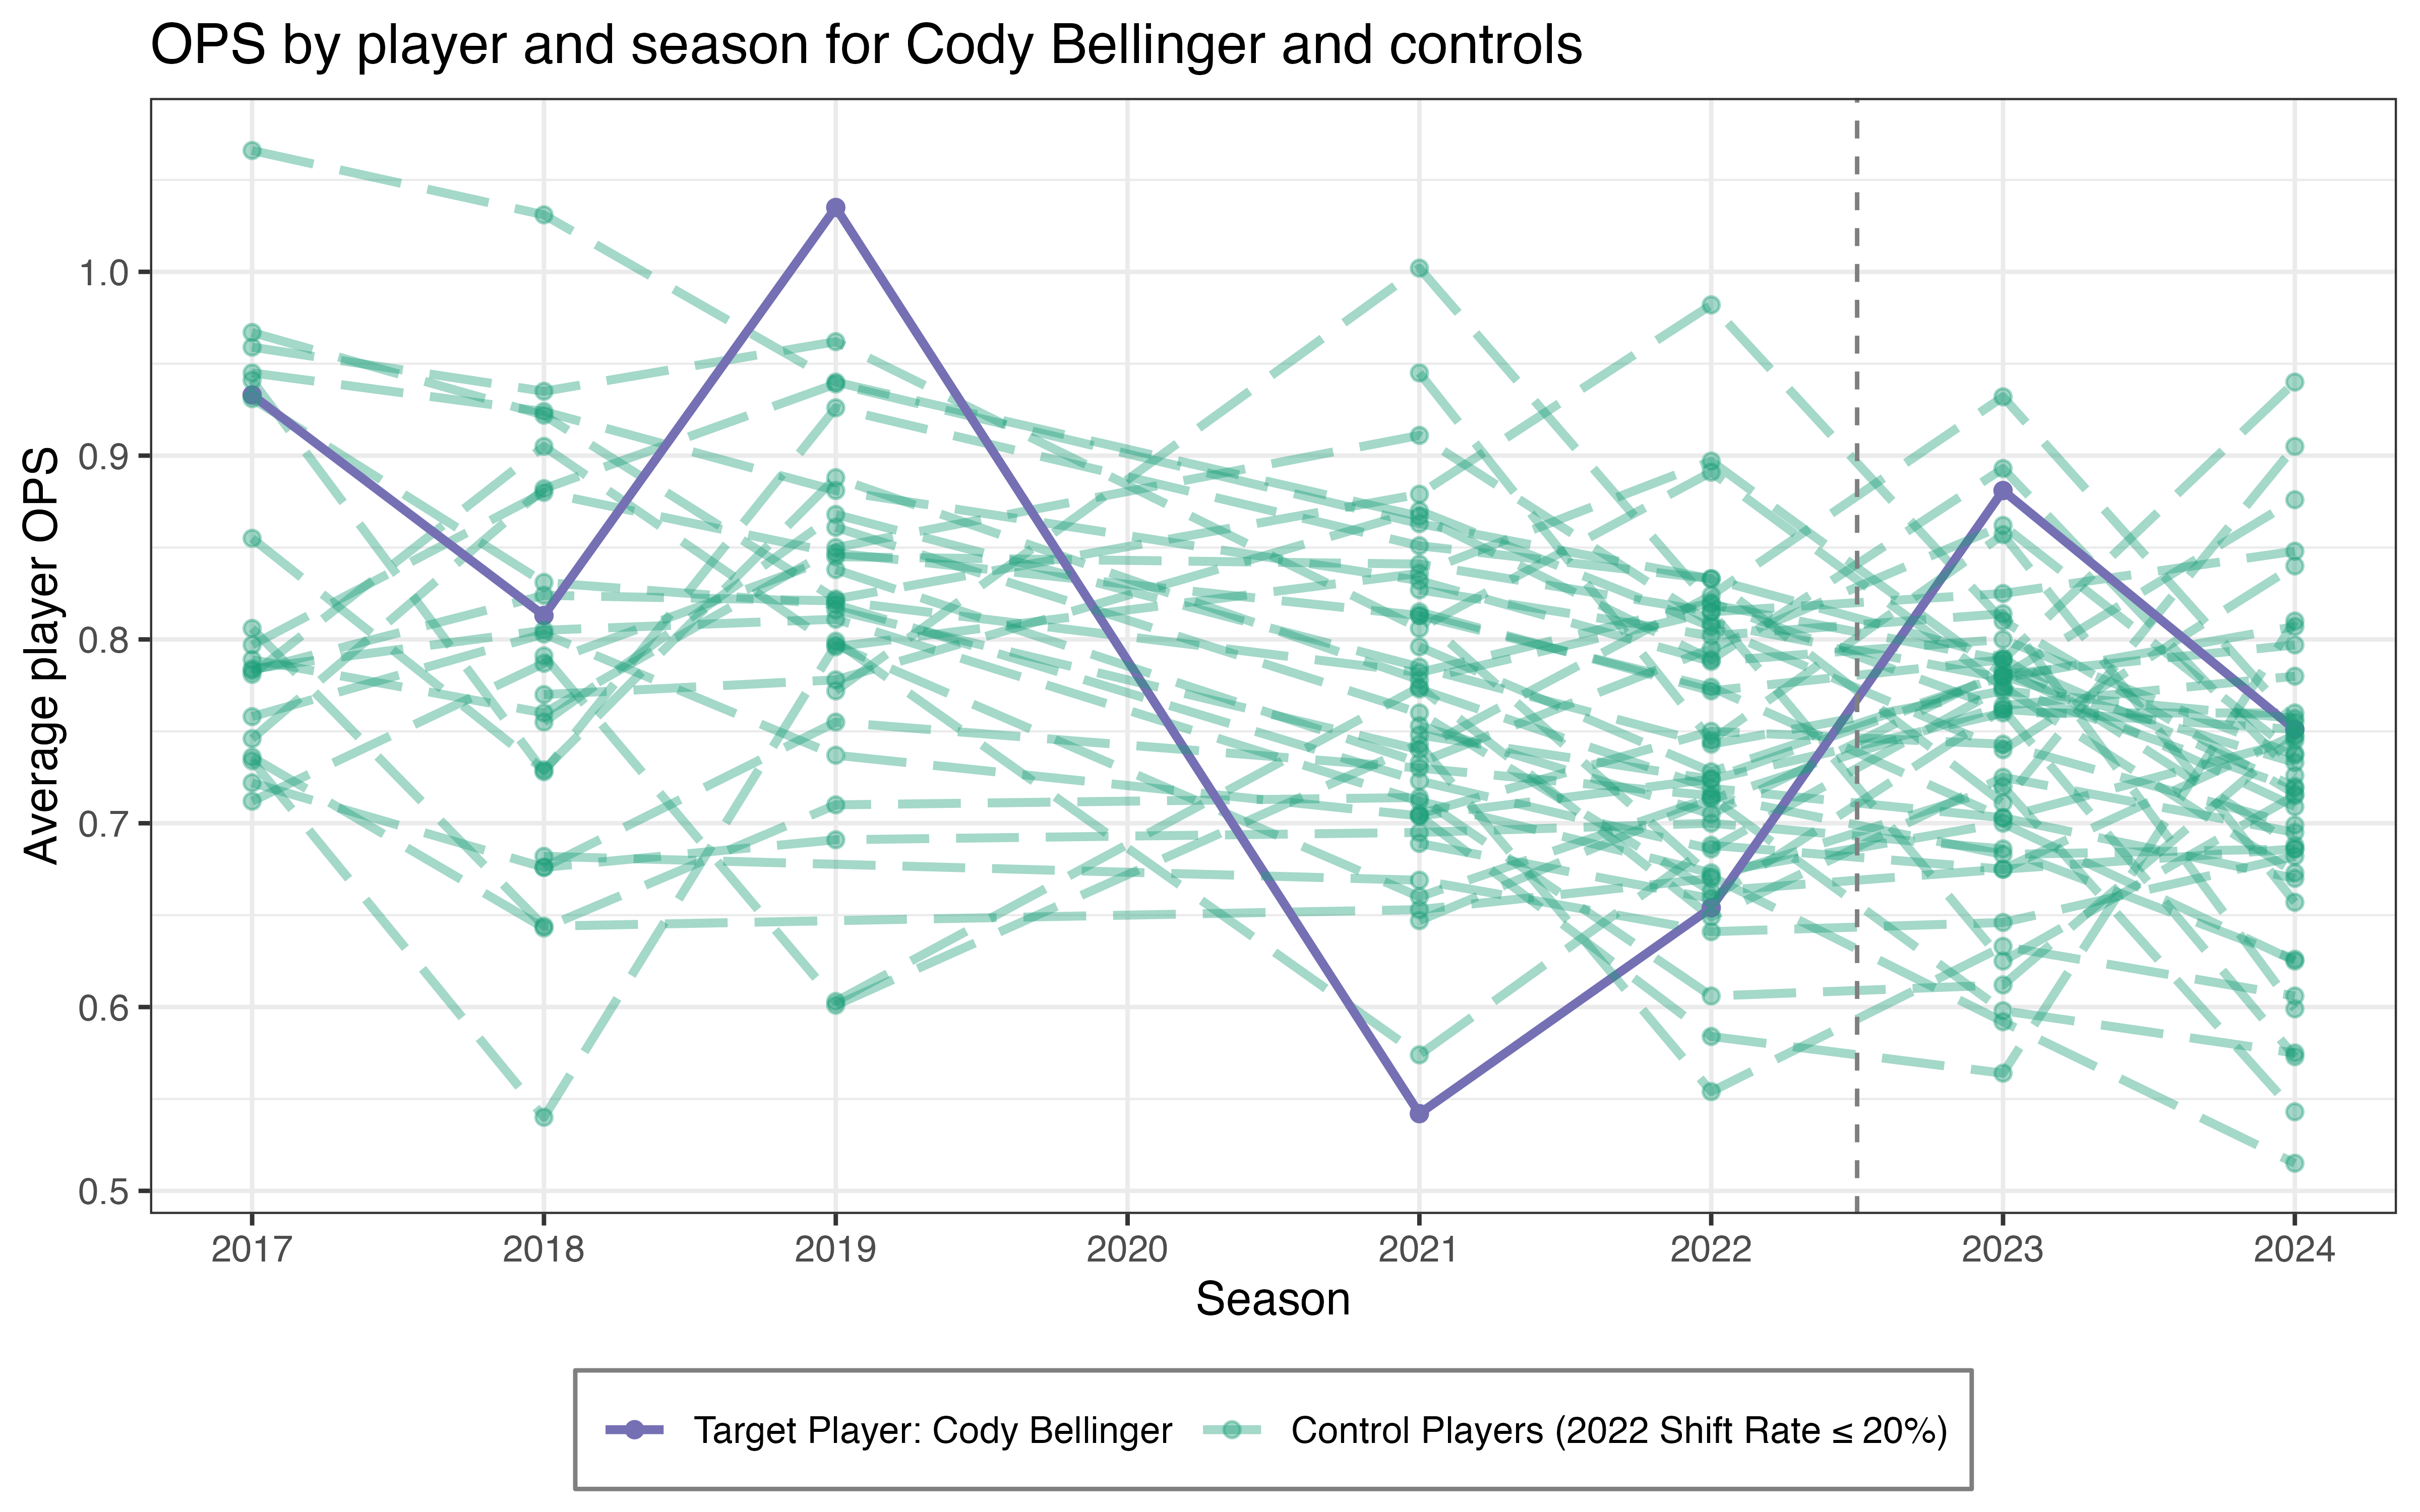 OPS by player and season for Cody Bellinger and controls
Average player OPS
1.0
0.9
0.8
0.7
0.6
0.5
2017 2018 2019 2020 2021 2022 2023 2024
Season
Target Player: Cody Bellinger Control Players (2022 Shift Rate ≤ 20%)